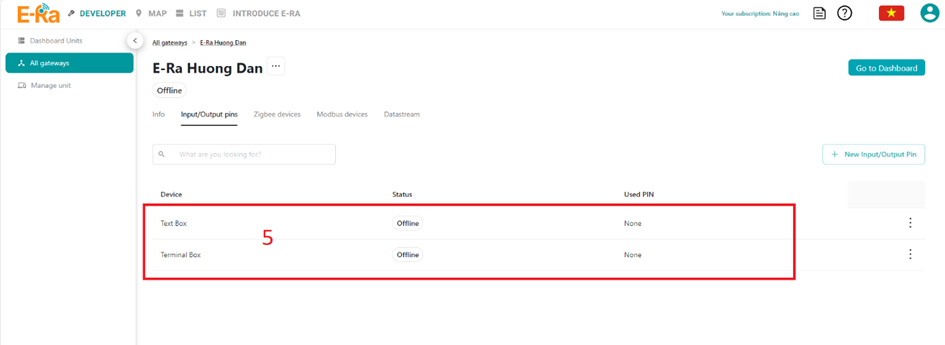 E-Ra DEVELOPER MAP LIST INTRODUCE E-RA Your subscription: Nâng cao
Dashboard Units
All gateways
Manage unit
All gateways > E-Ra Huong Dan
E-Ra Huong Dan ...
Go to Dashboard
Offline
Info Input/Output pins Zigbee devices Modbus devices Datastream
What are you looking for?
+ New Input/Output Pin
Device Status Used PIN
Text Box Offline None
5
Terminal Box Offline None